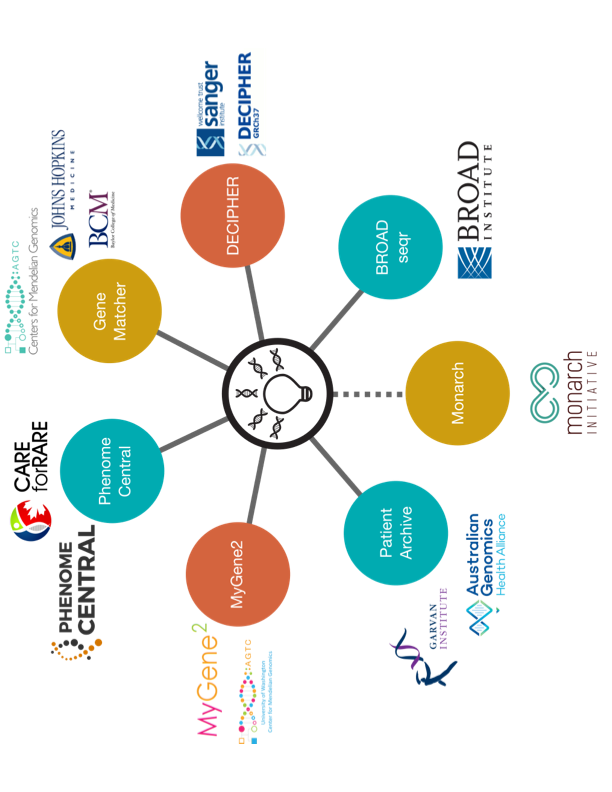 PHENOME
CENTRAL
CARE
forRARE
AGTC
Centers for Mendelian Genomics
JOHNS HOPKINS
MEDICINE
BCM®
Baylor College of Medicine
wellcome trust
sanger
institute
DECIPHER
GRCh37
Phenome
Central
Gene
Matcher
DECIPHER
MyGene2
MyGene2
AGTC
University of Washington
Center for Mendelian Genomics
BROAD
seqr
BROAD
INSTITUTE
Patient
Archive
GARVAN
INSTITUTE
Australian
Genomics
Health Alliance
Monarch
monarch
INITIATIVE